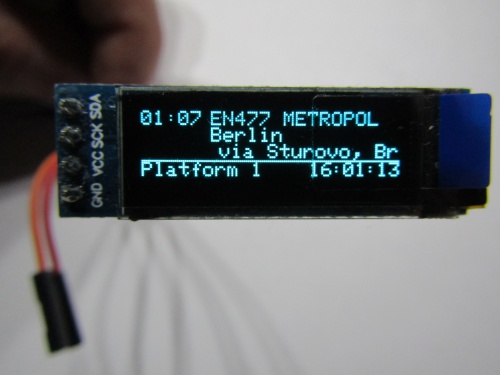 01:07 EN477 METROPOL
Berlin
via Sturovo, Br
Platform 1 16:01:13
GND VCC SCK SDA